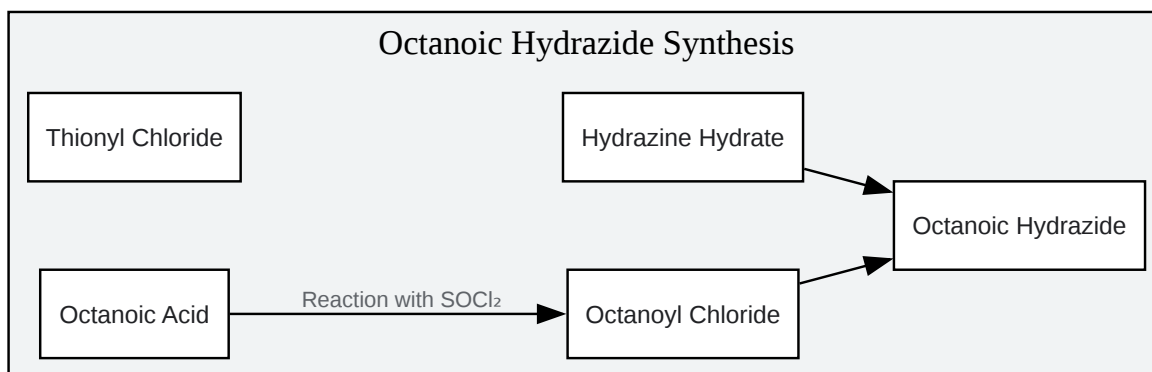 Octanoic Hydrazide Synthesis
Thionyl Chloride
Hydrazine Hydrate
Octanoic Hydrazide
Octanoic Acid
Reaction with SOCl₂
Octanoyl Chloride